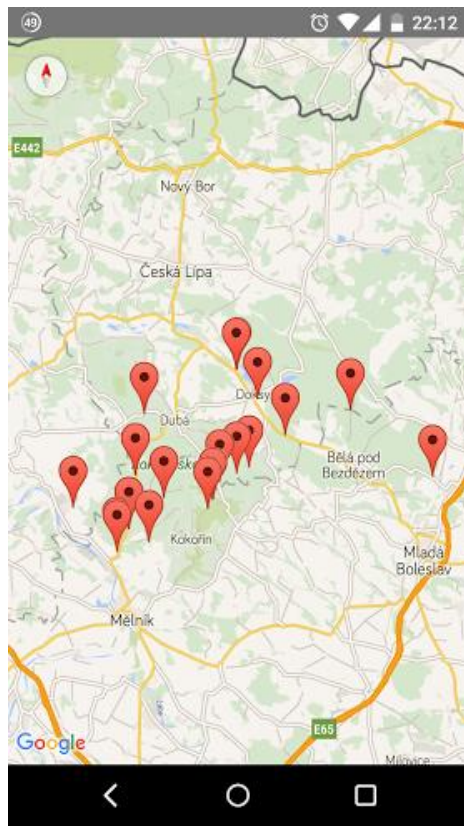 49
22:12
E442
Nový Bor
Česká Lípa
Doksy
Dubá
Bělá pod
Bezdězem
Kokořín
Mladá
Boleslav
Mělník
E65
Google
Milovice